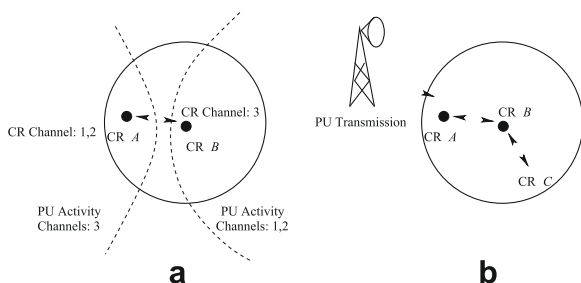 CR Channel: 1,2
CR A
CR Channel: 3
CR B
PU Activity
Channels: 3
PU Activity
Channels: 1,2
a
PU Transmission
CR A
CR B
CR C
b